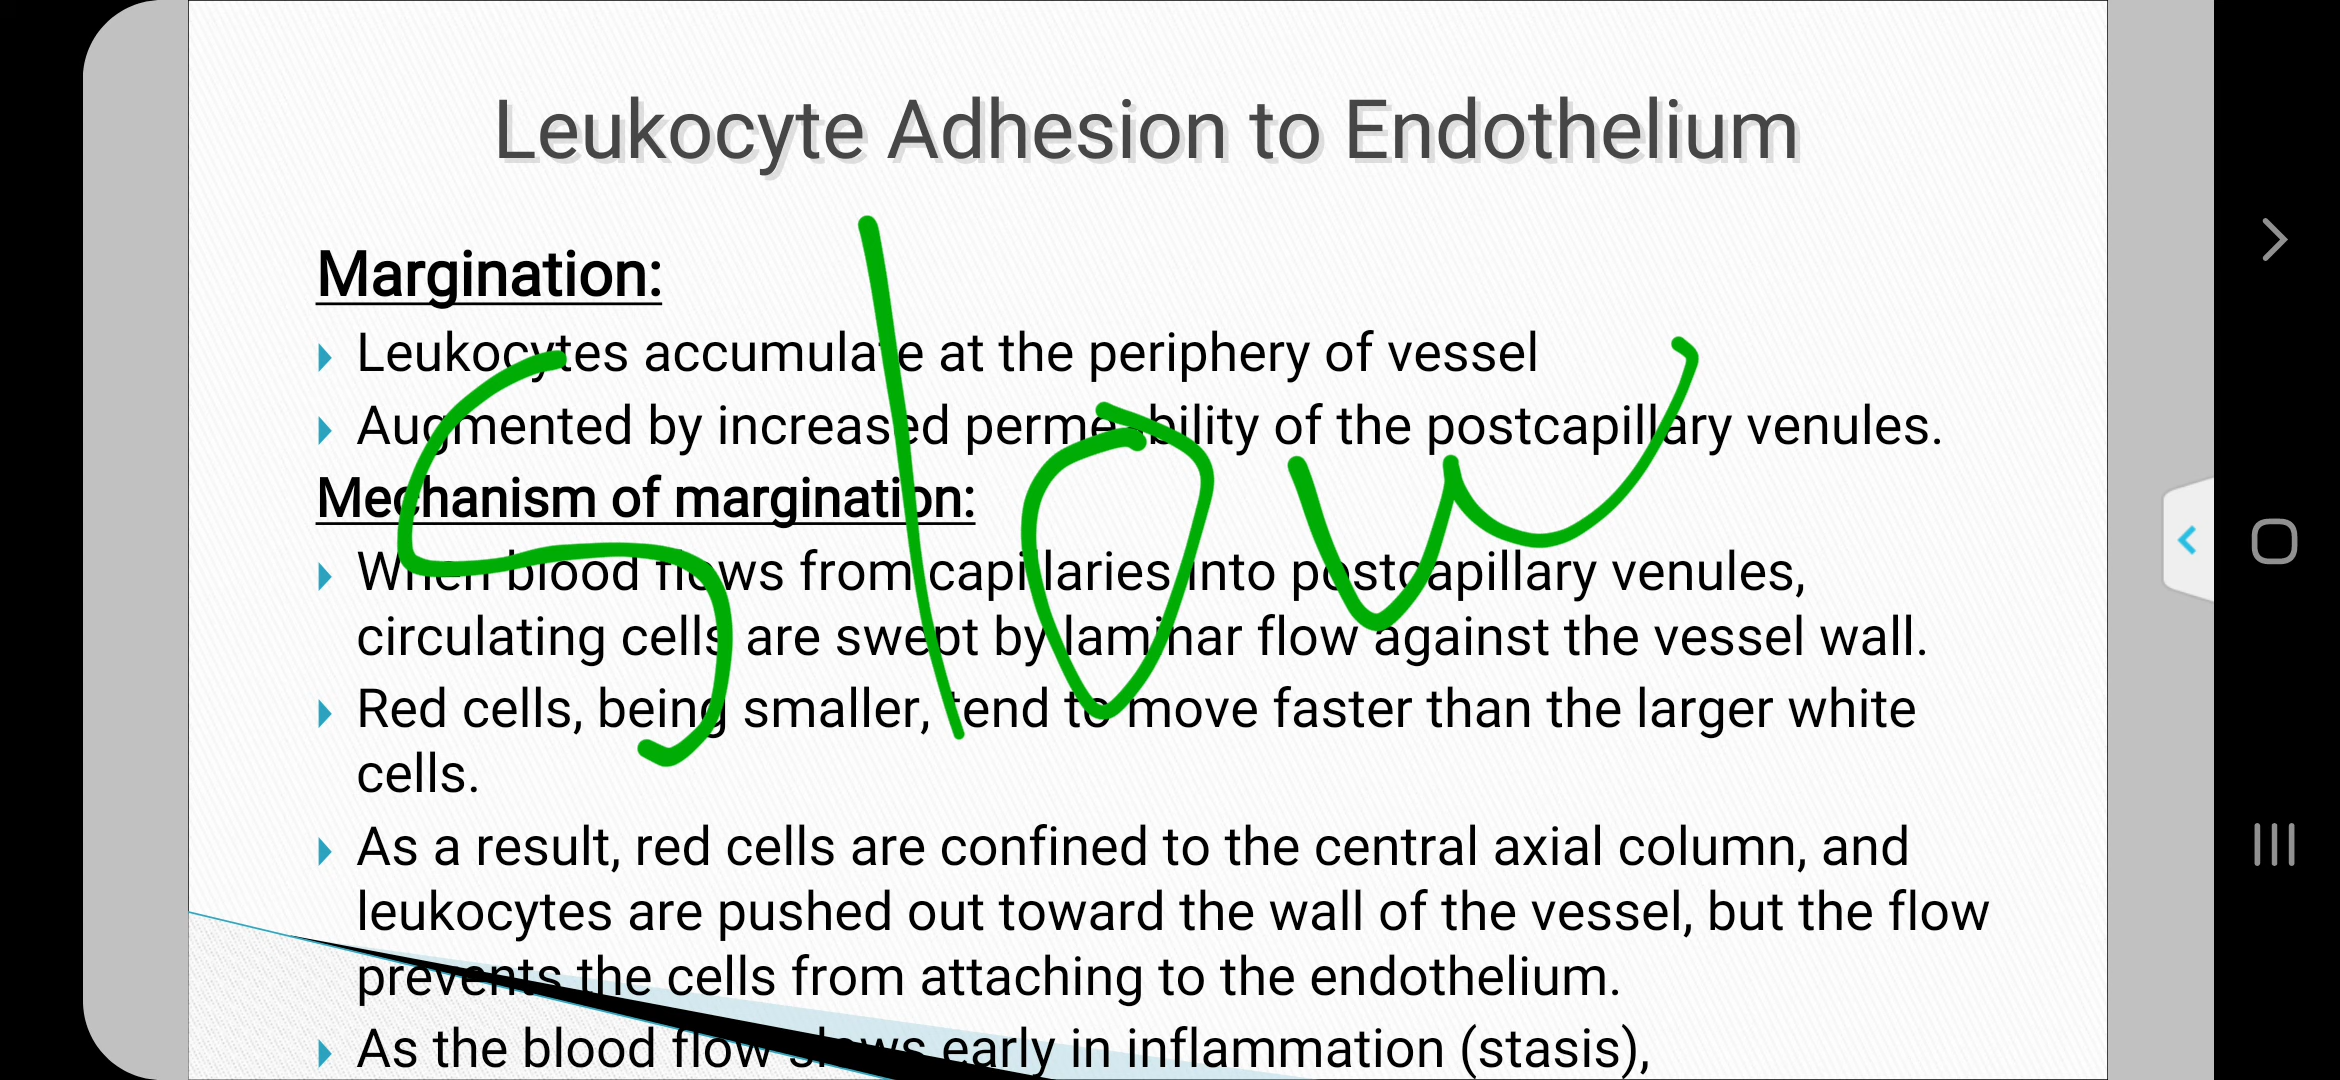 Leukocyte Adhesion to Endothelium
Margination:
Leukocytes accumulate at the periphery of vessel
Augmented by increased permeability of the postcapillary venules.
Mechanism of margination:
When blood flows from capillaries into postcapillary venules,
circulating cells are swept by laminar flow against the vessel wall.
Red cells, being smaller, tend to move faster than the larger white
cells.
As a result, red cells are confined to the central axial column, and
leukocytes are pushed out toward the wall of the vessel, but the flow
prevents the cells from attaching to the endothelium.
As the blood flow slows early in inflammation (stasis),
slow